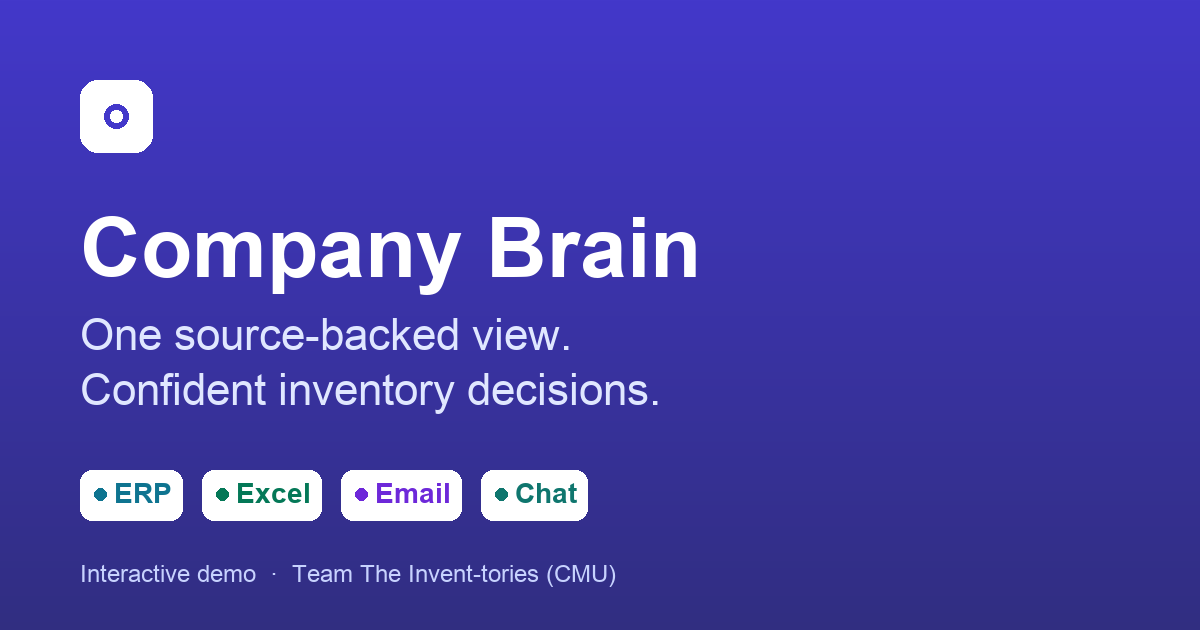 Company Brain
One source-backed view.
Confident inventory decisions.
ERP Excel Email Chat
Interactive demo · Team The Invent-tories (CMU)